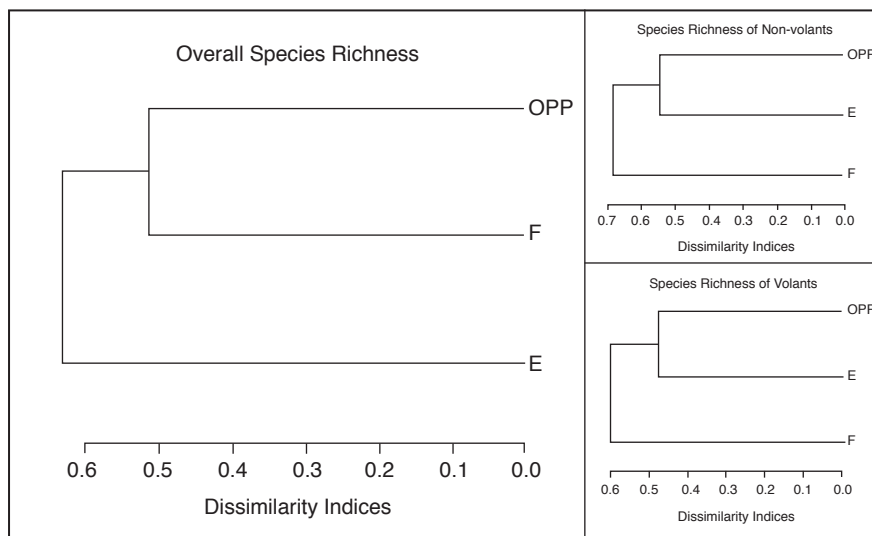 Overall Species Richness
OPP
F
E
0.6 0.5 0.4 0.3 0.2 0.1 0.0
Dissimilarity Indices
Species Richness of Non-volants
OPP
E
F
0.7 0.6 0.5 0.4 0.3 0.2 0.1 0.0
Dissimilarity Indices
Species Richness of Volants
OPP
E
F
0.6 0.5 0.4 0.3 0.2 0.1 0.0
Dissimilarity Indices